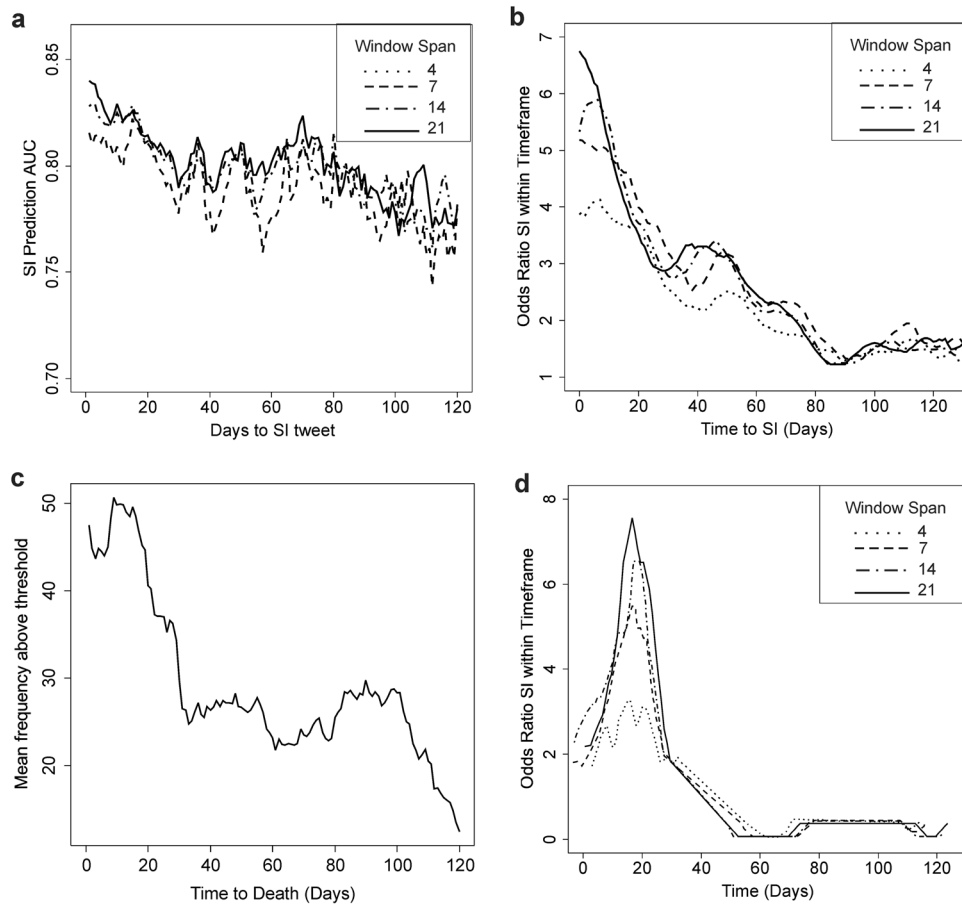 a
SI Prediction AUC
0.85
0.80
0.75
0.70
Window Span
4
7
14
21
0 20 40 60 80 100 120
Days to SI tweet
b
Odds Ratio SI within Timeframe
7
6
5
4
3
2
1
Window Span
4
7
14
21
0 20 40 60 80 100 120
Time to SI (Days)
c
Mean frequency above threshold
50
40
30
20
0 20 40 60 80 100 120
Time to Death (Days)
d
Odds Ratio SI within Timeframe
8
6
4
2
0
Window Span
4
7
14
21
0 20 40 60 80 100 120
Time (Days)